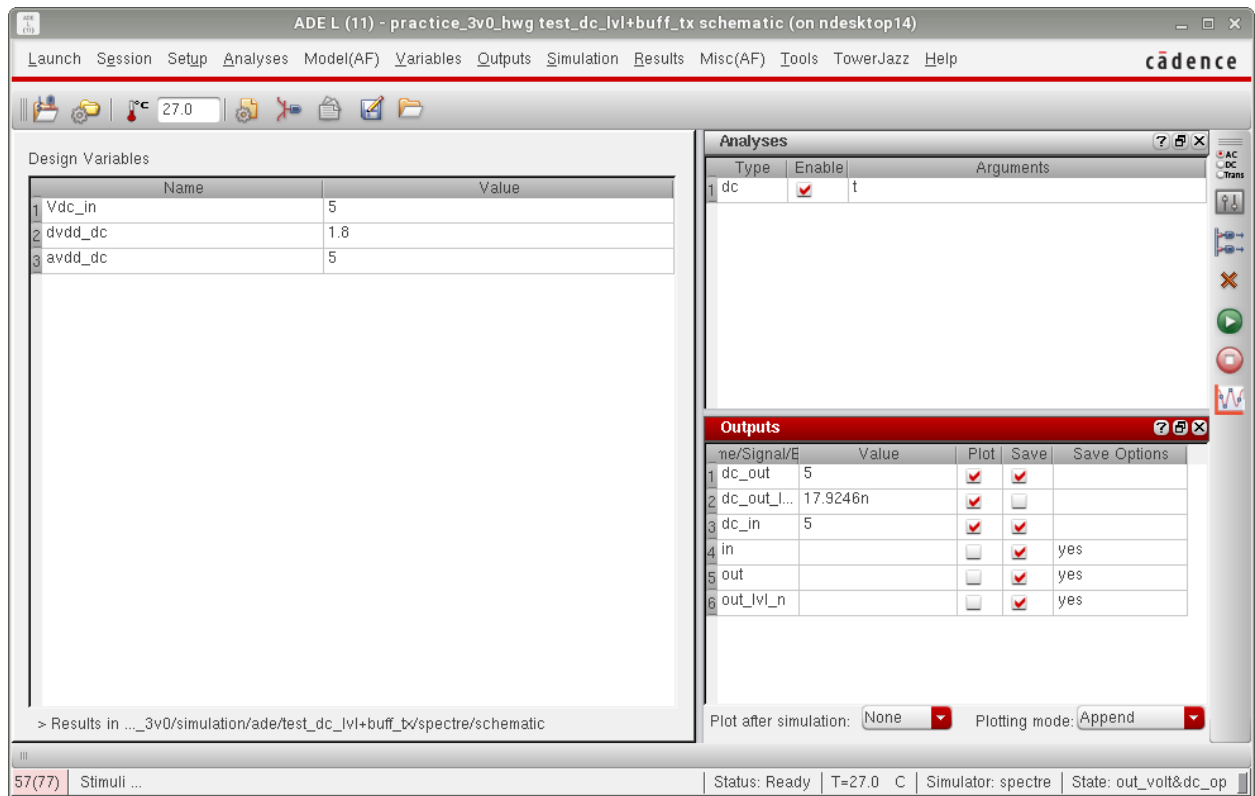 ADE L (11) - practice_3v0_hwg test_dc_lvl+buff_tx schematic (on ndesktop14)
Launch Session Setup Analyses Model(AF) Variables Outputs Simulation Results Misc(AF) Tools TowerJazz Help cādence
°C 27.0
Design Variables
Name Value
1 Vdc_in 5
2 dvdd_dc 1.8
3 avdd_dc 5
> Results in ..._3v0/simulation/ade/test_dc_lvl+buff_tx/spectre/schematic
Analyses
Type Enable Arguments
1 dc t
AC
DC
Trans
Outputs
ne/Signal/E Value Plot Save Save Options
1 dc_out 5
2 dc_out_l... 17.9246n
3 dc_in 5
4 in yes
5 out yes
6 out_lvl_n yes
Plot after simulation: None Plotting mode: Append
57(77) Stimuli ... Status: Ready T=27.0 C Simulator: spectre State: out_volt&dc_op